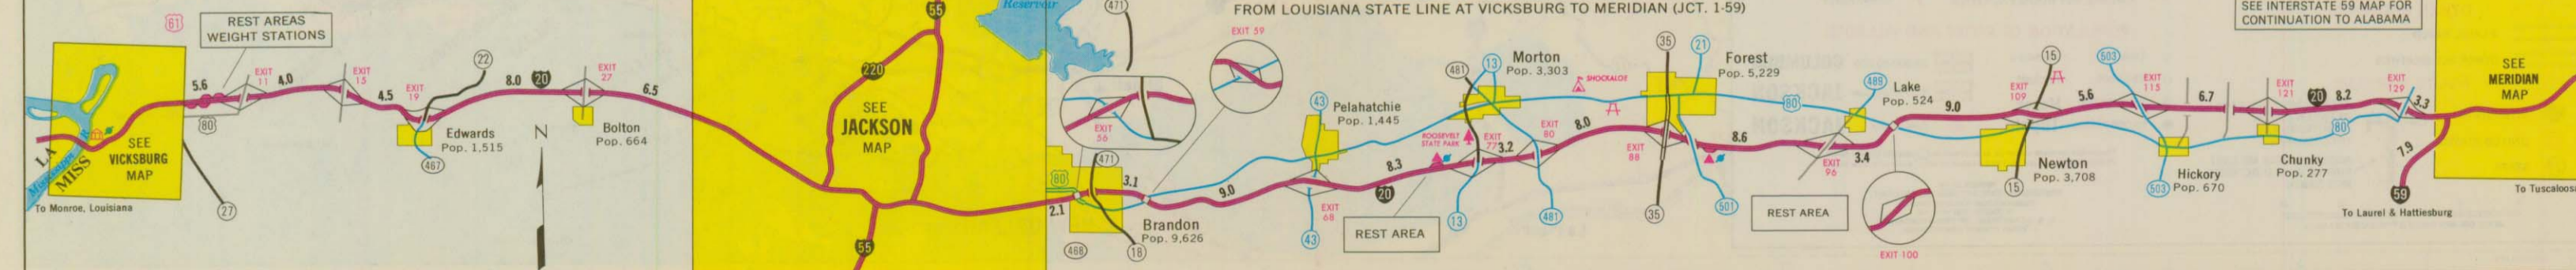 FROM LOUISIANA STATE LINE AT VICKSBURG TO MERIDIAN (JCT. 1-59)
SEE INTERSTATE 59 MAP FOR
CONTINUATION TO ALABAMA
61
REST AREAS
WEIGHT STATIONS
5.6
EXIT
11
4.0
EXIT
15
4.5
EXIT
19
22
8.0
20
EXIT
27
6.5
80
LA
MISS
Mississippi
SEE
VICKSBURG
MAP
To Monroe, Louisiana
27
Edwards
Pop. 1,515
467
N
Bolton
Pop. 664
55
220
SEE
JACKSON
MAP
55
Reservoir
471
EXIT
56
EXIT 59
80
471
2.1
3.1
Brandon
Pop. 9,626
468
18
9.0
43
Pelahatchie
Pop. 1,445
EXIT
68
43
8.3
20
REST AREA
ROOSEVELT
STATE PARK
481
13
Morton
Pop. 3,303
EXIT
77
3.2
EXIT
80
13
481
8.0
SHOCKALOE
35
21
Forest
Pop. 5,229
EXIT
88
35
501
8.6
80
489
Lake
Pop. 524
EXIT
96
3.4
REST AREA
EXIT 100
9.0
EXIT
109
15
Newton
Pop. 3,708
15
5.6
503
EXIT
115
Hickory
Pop. 670
503
6.7
EXIT
121
Chunky
Pop. 277
20
8.2
80
EXIT
129
3.3
7.9
59
To Laurel & Hattiesburg
SEE
MERIDIAN
MAP
To Tuscaloosa